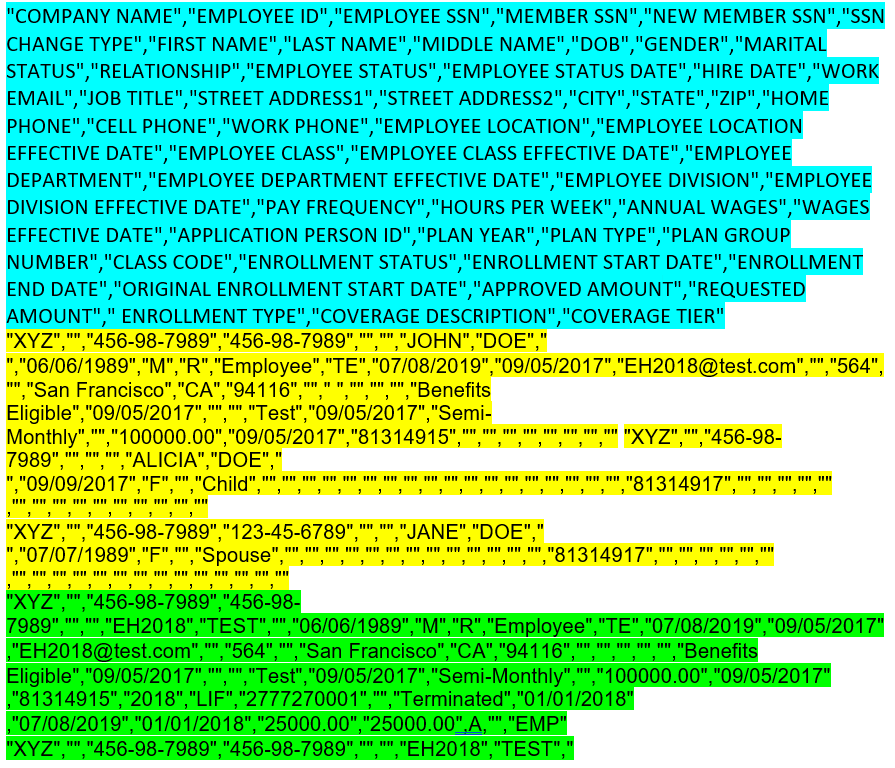 "COMPANY NAME","EMPLOYEE ID","EMPLOYEE SSN","MEMBER SSN","NEW MEMBER SSN","SSN
CHANGE TYPE","FIRST NAME","LAST NAME","MIDDLE NAME","DOB","GENDER","MARITAL
STATUS","RELATIONSHIP","EMPLOYEE STATUS","EMPLOYEE STATUS DATE","HIRE DATE","WORK
EMAIL","JOB TITLE","STREET ADDRESS1","STREET ADDRESS2","CITY","STATE","ZIP","HOME
PHONE","CELL PHONE","WORK PHONE","EMPLOYEE LOCATION","EMPLOYEE LOCATION
EFFECTIVE DATE","EMPLOYEE CLASS","EMPLOYEE CLASS EFFECTIVE DATE","EMPLOYEE
DEPARTMENT","EMPLOYEE DEPARTMENT EFFECTIVE DATE","EMPLOYEE DIVISION","EMPLOYEE
DIVISION EFFECTIVE DATE","PAY FREQUENCY","HOURS PER WEEK","ANNUAL WAGES","WAGES
EFFECTIVE DATE","APPLICATION PERSON ID","PLAN YEAR","PLAN TYPE","PLAN GROUP
NUMBER","CLASS CODE","ENROLLMENT STATUS","ENROLLMENT START DATE","ENROLLMENT
END DATE","ORIGINAL ENROLLMENT START DATE","APPROVED AMOUNT","REQUESTED
AMOUNT"," ENROLLMENT TYPE","COVERAGE DESCRIPTION","COVERAGE TIER"
"XYZ","","456-98-7989","456-98-7989","","","JOHN","DOE","
","06/06/1989","M","R","Employee","TE","07/08/2019","09/05/2017","EH2018@test.com","","564",
"","San Francisco","CA","94116",""," ","","","","Benefits
Eligible","09/05/2017","","","Test","09/05/2017","Semi-
Monthly","","100000.00","09/05/2017","81314915","","","","","","","","" "XYZ","","456-98-
7989","","","","ALICIA","DOE","
","09/09/2017","F","","Child","","","","","","","","","","","","","","","","","","","81314917","","","","",""
,"","","","","","","","","",""
"XYZ","","456-98-7989","123-45-6789","","","JANE","DOE","
","07/07/1989","F","","Spouse","","","","","","","","","","","","","","81314917","","","","","",""
,"","","","","","","","","","","","","",""
"XYZ","","456-98-7989","456-98-
7989","","","EH2018","TEST","","06/06/1989","M","R","Employee","TE","07/08/2019","09/05/2017"
,"EH2018@test.com","","564","","San Francisco","CA","94116","","","","","","Benefits
Eligible","09/05/2017","","","Test","09/05/2017","Semi-Monthly","","100000.00","09/05/2017"
,"81314915","2018","LIF","2777270001","","Terminated","01/01/2018"
,"07/08/2019","01/01/2018","25000.00","25000.00",A,"","EMP"
"XYZ","","456-98-7989","456-98-7989","","","EH2018","TEST","